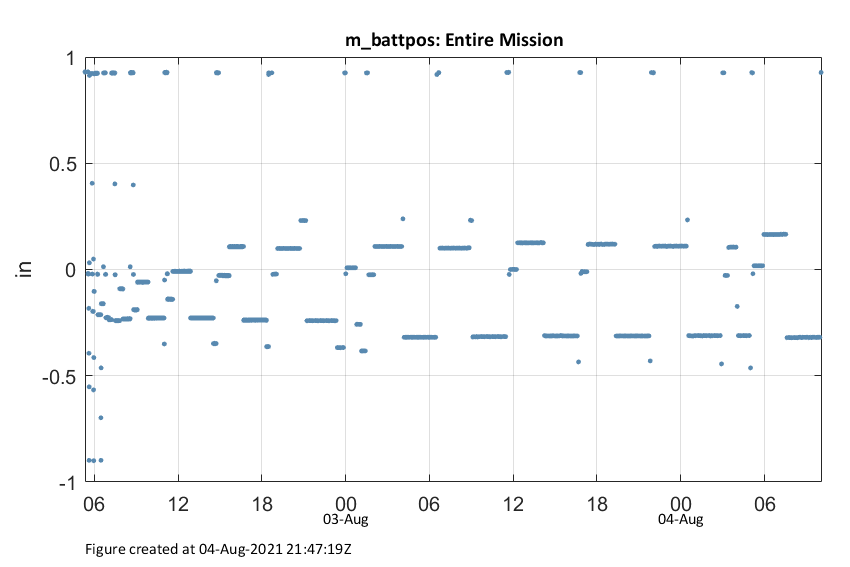 m_battpos: Entire Mission
1
0.5
0
-0.5
-1
in
06 12 18 00 06 12 18 00 06
03-Aug 04-Aug
Figure created at 04-Aug-2021 21:47:19Z